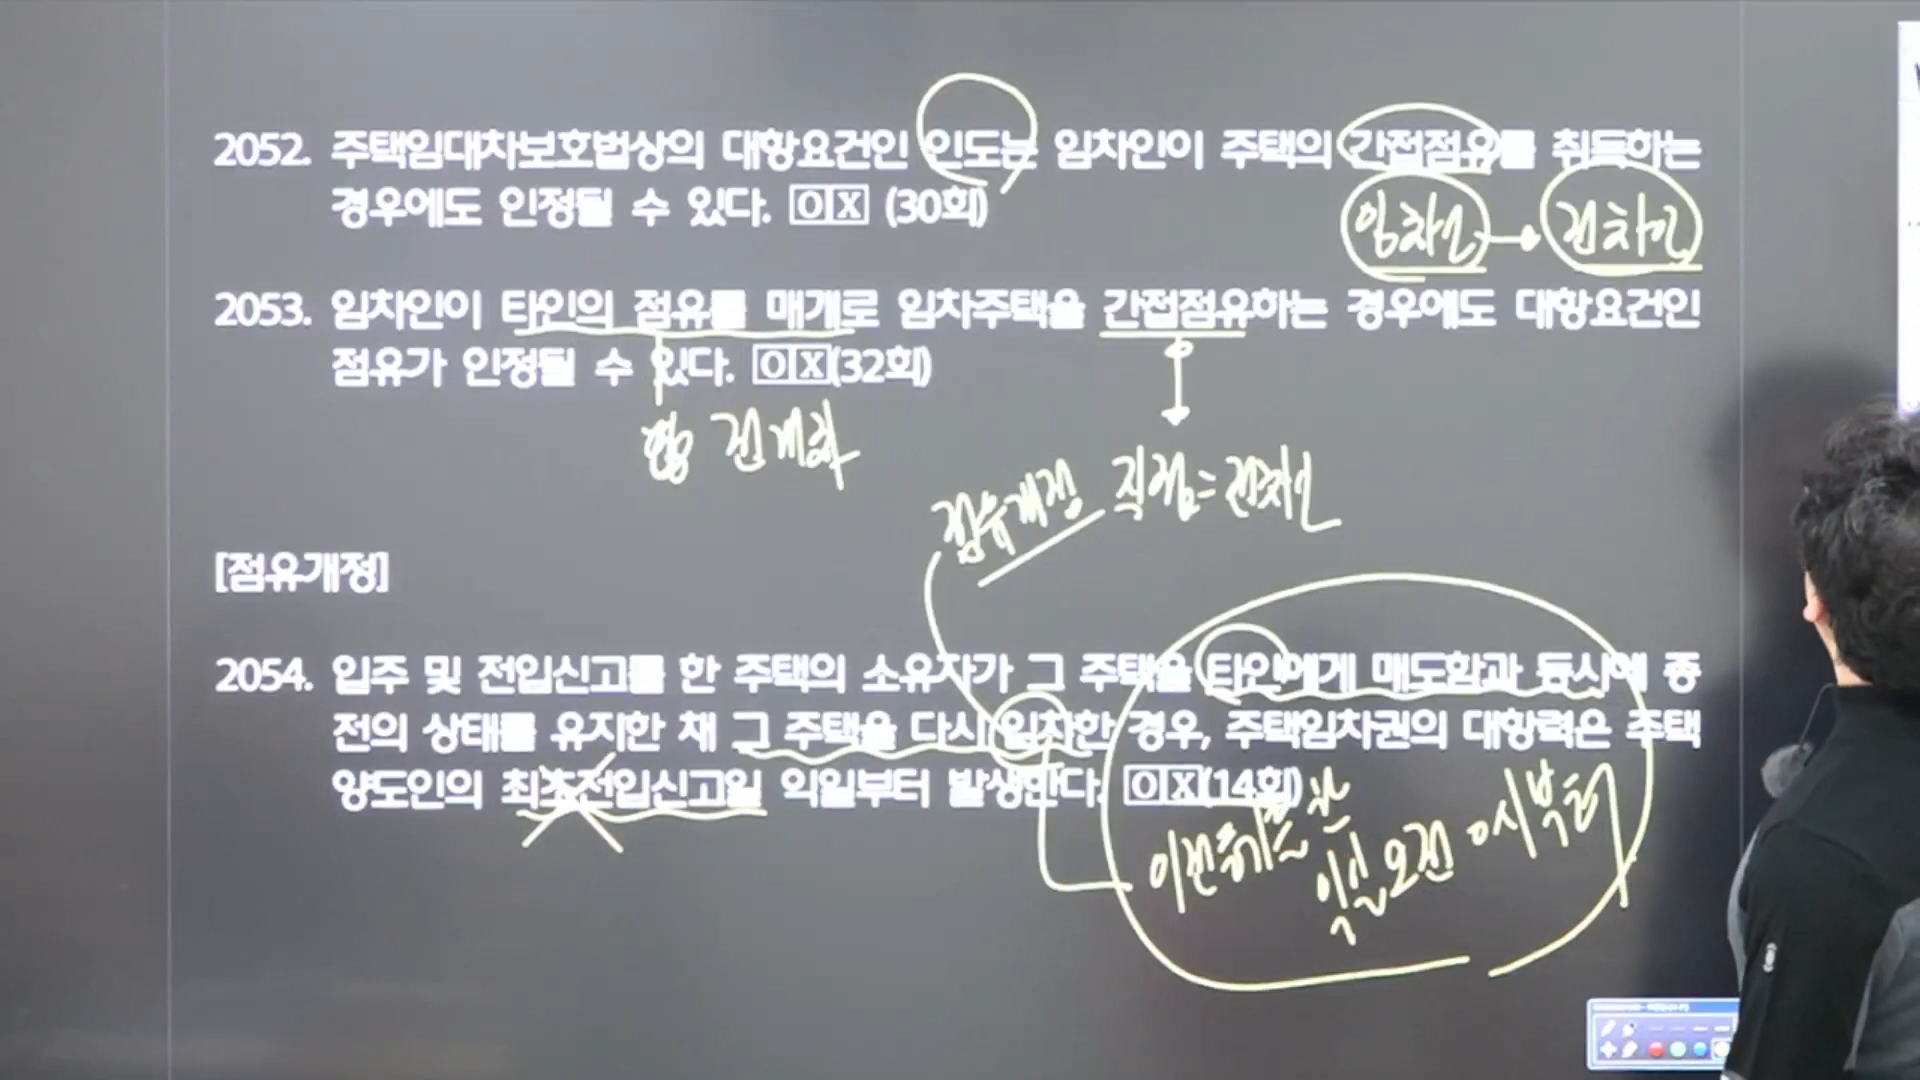 2052. 주택임대차보호법상의 대항요건인 인도는 임차인이 주택의 간접점유를 취득하는
경우에도 인정될 수 있다. O X (30회)
임차인 → 전차인
2053. 임차인이 타인의 점유를 매개로 임차주택을 간접점유하는 경우에도 대항요건인
점유가 인정될 수 있다. O X (32회)
점유개정 직접=전차인
[점유개정]
2054. 입주 및 전입신고를 한 주택의 소유자가 그 주택을 타인에게 매도함과 동시에 종
전의 상태를 유지한 채 그 주택을 다시 임차한 경우, 주택임차권의 대항력은 주택
양도인의 최초전입신고일 익일부터 발생한다. O X (14회)
익일 오전 0시부터